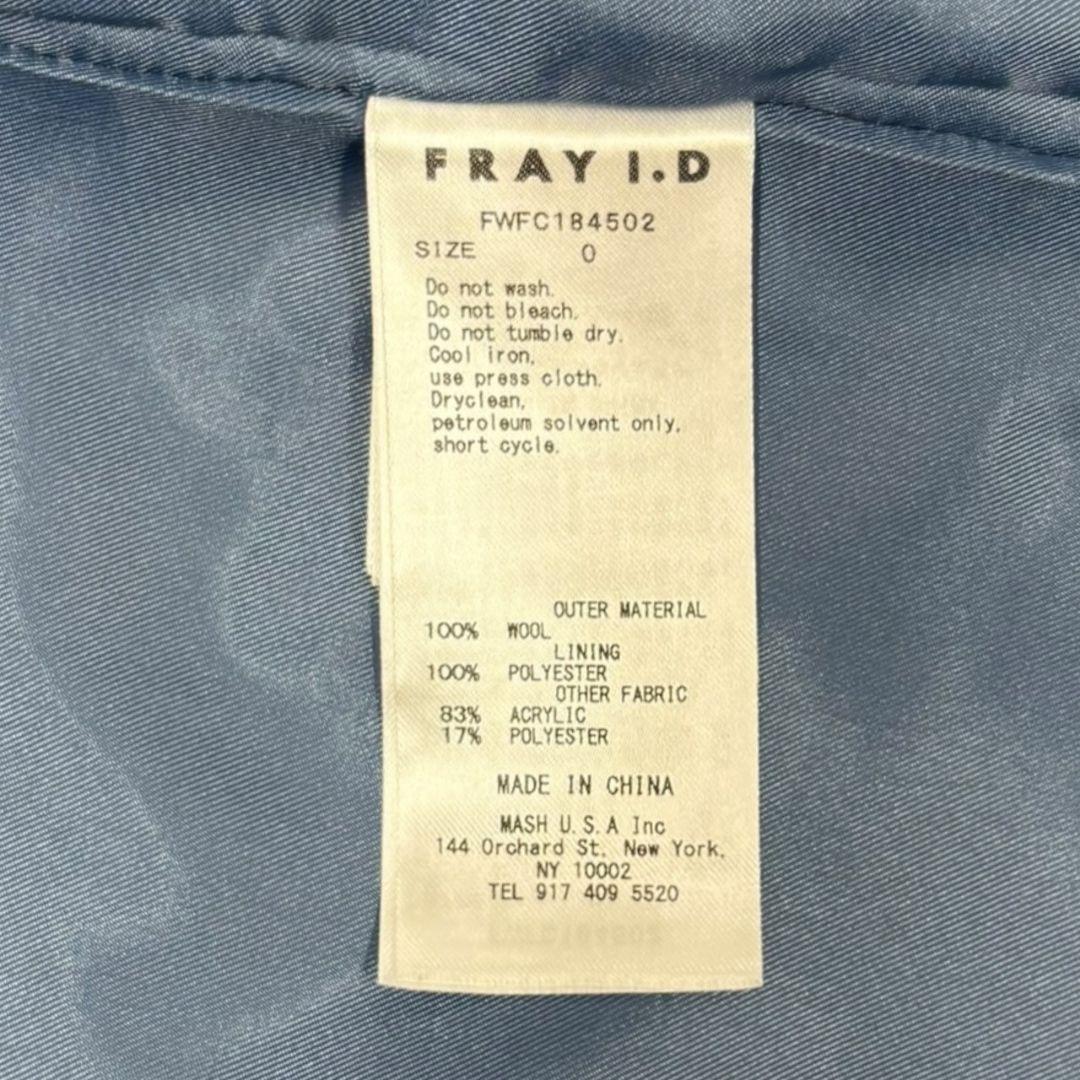 FRAY I.D
FWFC184502
SIZE 0
Do not wash.
Do not bleach.
Do not tumble dry.
Cool iron,
use press cloth.
Dryclean,
petroleum solvent only,
short cycle.
OUTER MATERIAL
100% WOOL
LINING
100% POLYESTER
OTHER FABRIC
83% ACRYLIC
17% POLYESTER
MADE IN CHINA
MASH U.S.A Inc
144 Orchard St, New York,
NY 10002
TEL 917 409 5520